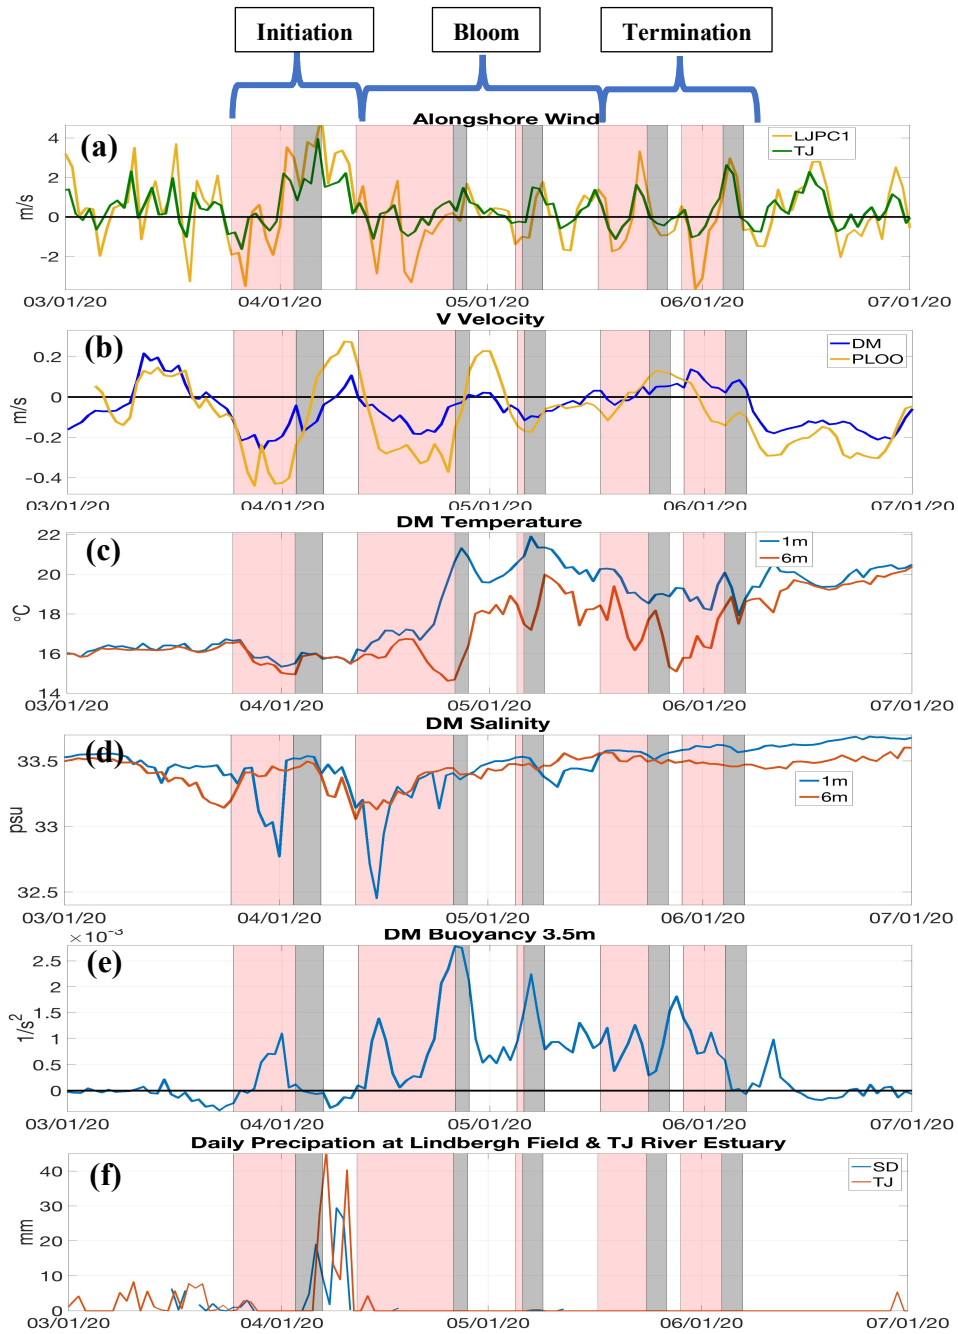 Initiation Bloom Termination
Alongshore Wind
(a)
LJPC1
TJ
m/s
4
2
0
-2
03/01/20 04/01/20 05/01/20 06/01/20 07/01/20
V Velocity
(b)
DM
PLOO
m/s
0.2
0
-0.2
-0.4
03/01/20 04/01/20 05/01/20 06/01/20 07/01/20
DM Temperature
(c)
1m
6m
°C
22
20
18
16
14
03/01/20 04/01/20 05/01/20 06/01/20 07/01/20
DM Salinity
(d)
1m
6m
psu
33.5
33
32.5
03/01/20 04/01/20 05/01/20 06/01/20 07/01/20
×10⁻³ DM Buoyancy 3.5m
(e)
1/s²
2.5
2
1.5
1
0.5
0
03/01/20 04/01/20 05/01/20 06/01/20 07/01/20
Daily Precipation at Lindbergh Field & TJ River Estuary
(f)
SD
TJ
mm
40
30
20
10
0
03/01/20 04/01/20 05/01/20 06/01/20 07/01/20